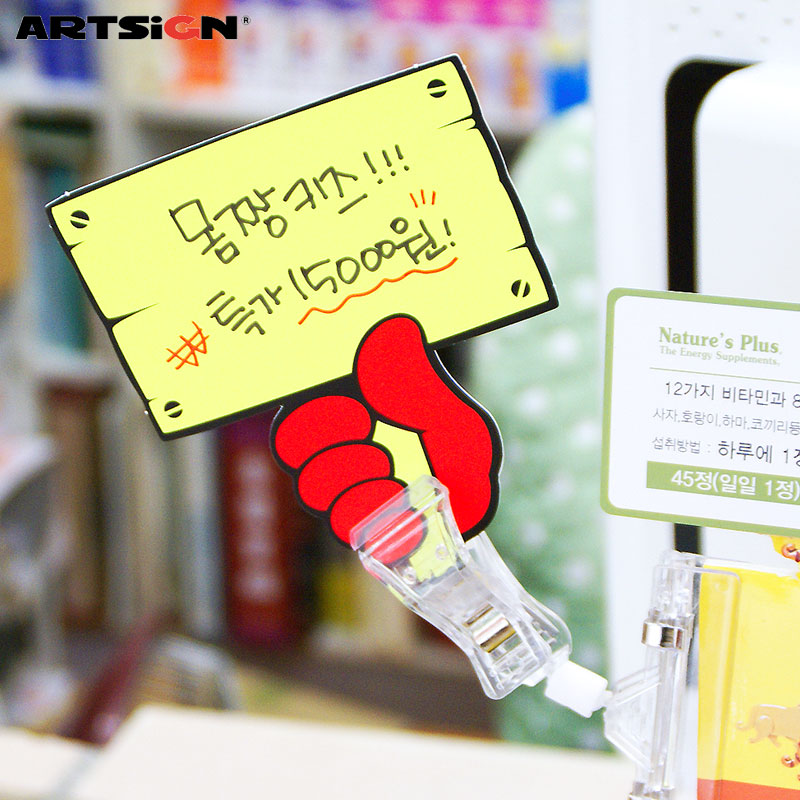 ARTSiGN®
몸짱키즈!!!
특가 15000원!
Nature's Plus
The Energy Supplements.
12가지 비타민과 8
사자,호랑이,하마,코끼리등
섭취방법 : 하루에 1정
45정(일일 1정)